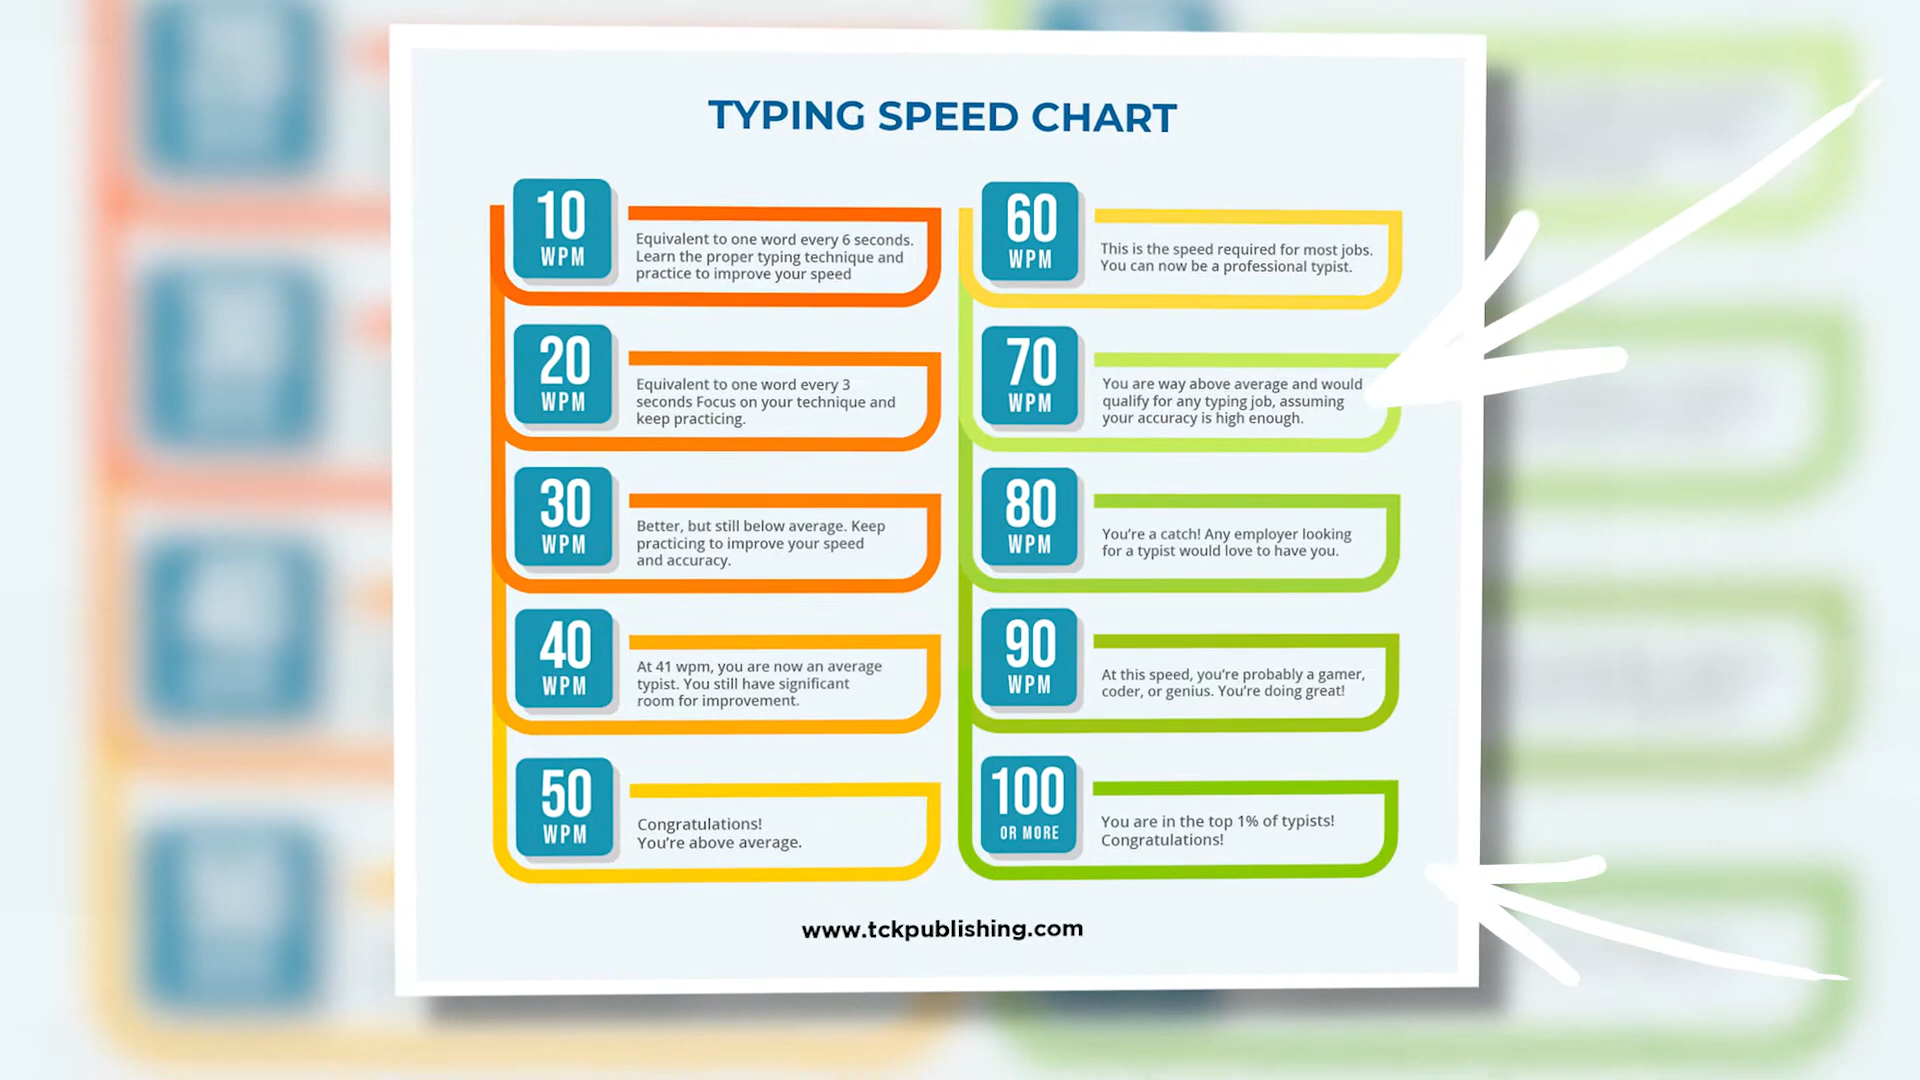 TYPING SPEED CHART
10
WPM
Equivalent to one word every 6 seconds.
Learn the proper typing technique and
practice to improve your speed
20
WPM
Equivalent to one word every 3
seconds Focus on your technique and
keep practicing.
30
WPM
Better, but still below average. Keep
practicing to improve your speed
and accuracy.
40
WPM
At 41 wpm, you are now an average
typist. You still have significant
room for improvement.
50
WPM
Congratulations!
You're above average.
60
WPM
This is the speed required for most jobs.
You can now be a professional typist.
70
WPM
You are way above average and would
qualify for any typing job, assuming
your accuracy is high enough.
80
WPM
You're a catch! Any employer looking
for a typist would love to have you.
90
WPM
At this speed, you're probably a gamer,
coder, or genius. You're doing great!
100
OR MORE
You are in the top 1% of typists!
Congratulations!
www.tckpublishing.com